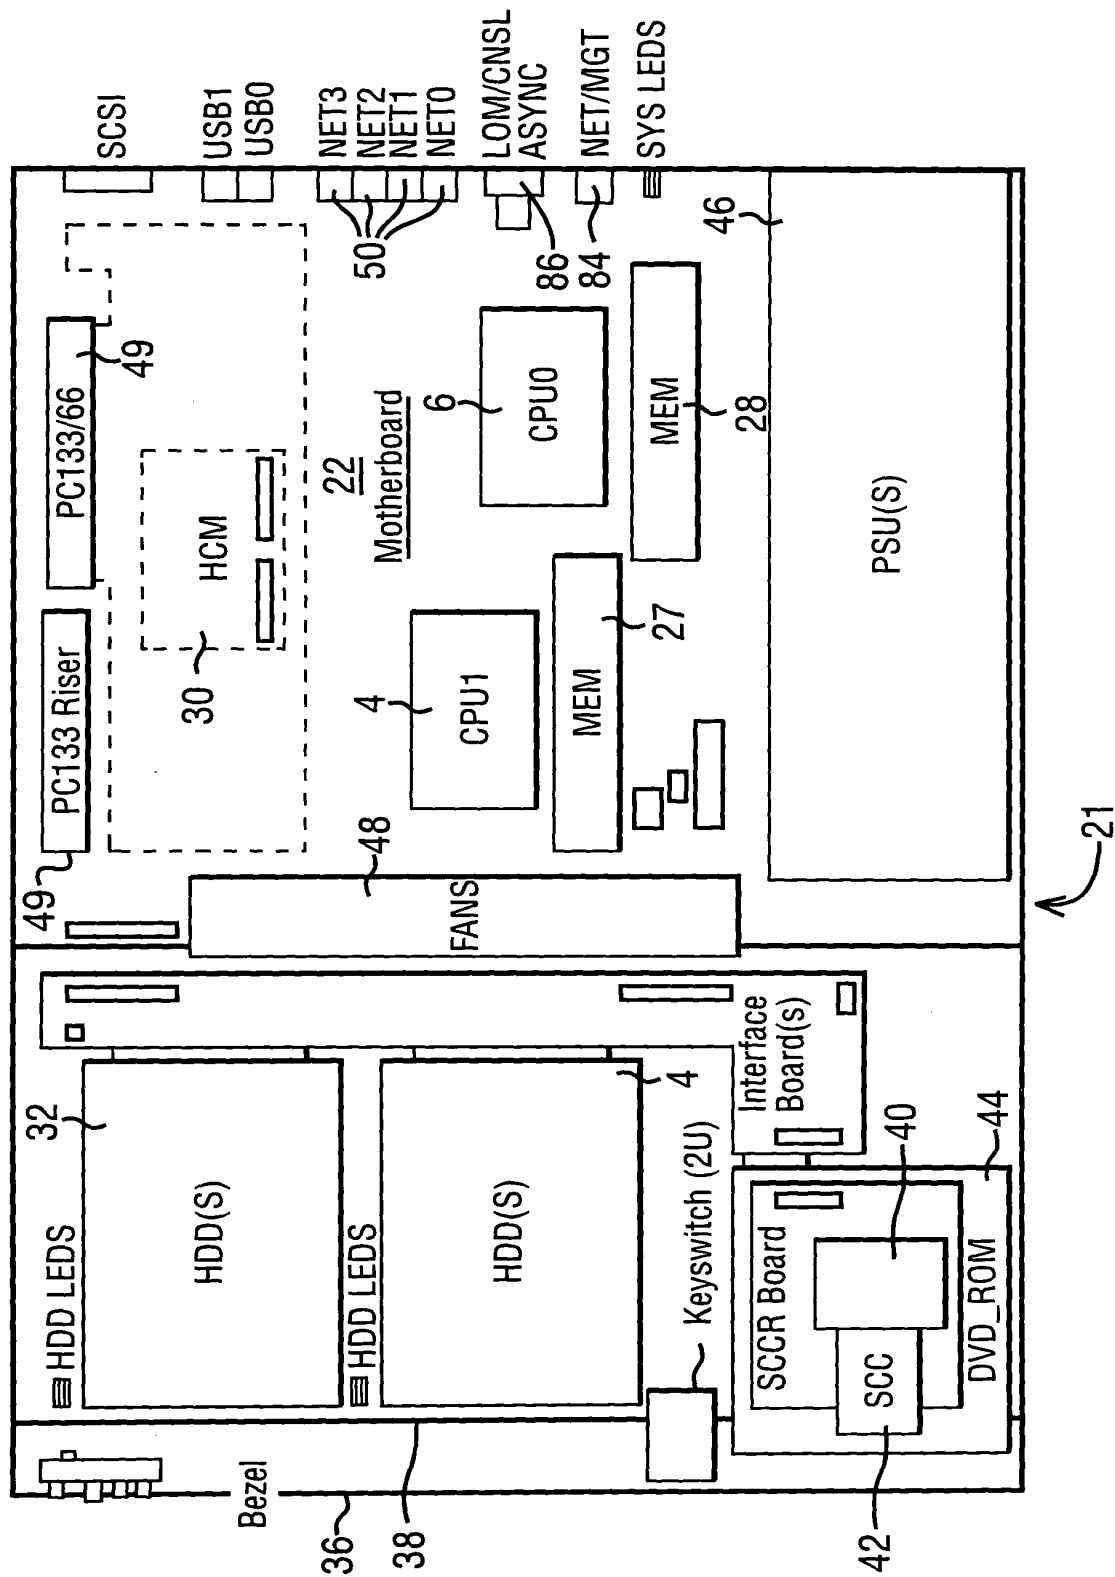 SCSI
USB1
USB0
NET3
NET2
NET1
NET0
LOM/CNSL
ASYNC
NET/MGT
SYS LEDS
50
86
84
46
PC133/66
49
HCM
30
22
Motherboard
6
CPU0
MEM
28
PSU(S)
PC133 Riser
49
4
CPU1
MEM
27
48
FANS
21
32
HDD(S)
HDD LEDS
4
HDD(S)
HDD LEDS
Interface
Board(s)
Keyswitch (2U)
40
44
SCCR Board
SCC
DVD_ROM
42
Bezel
36
38